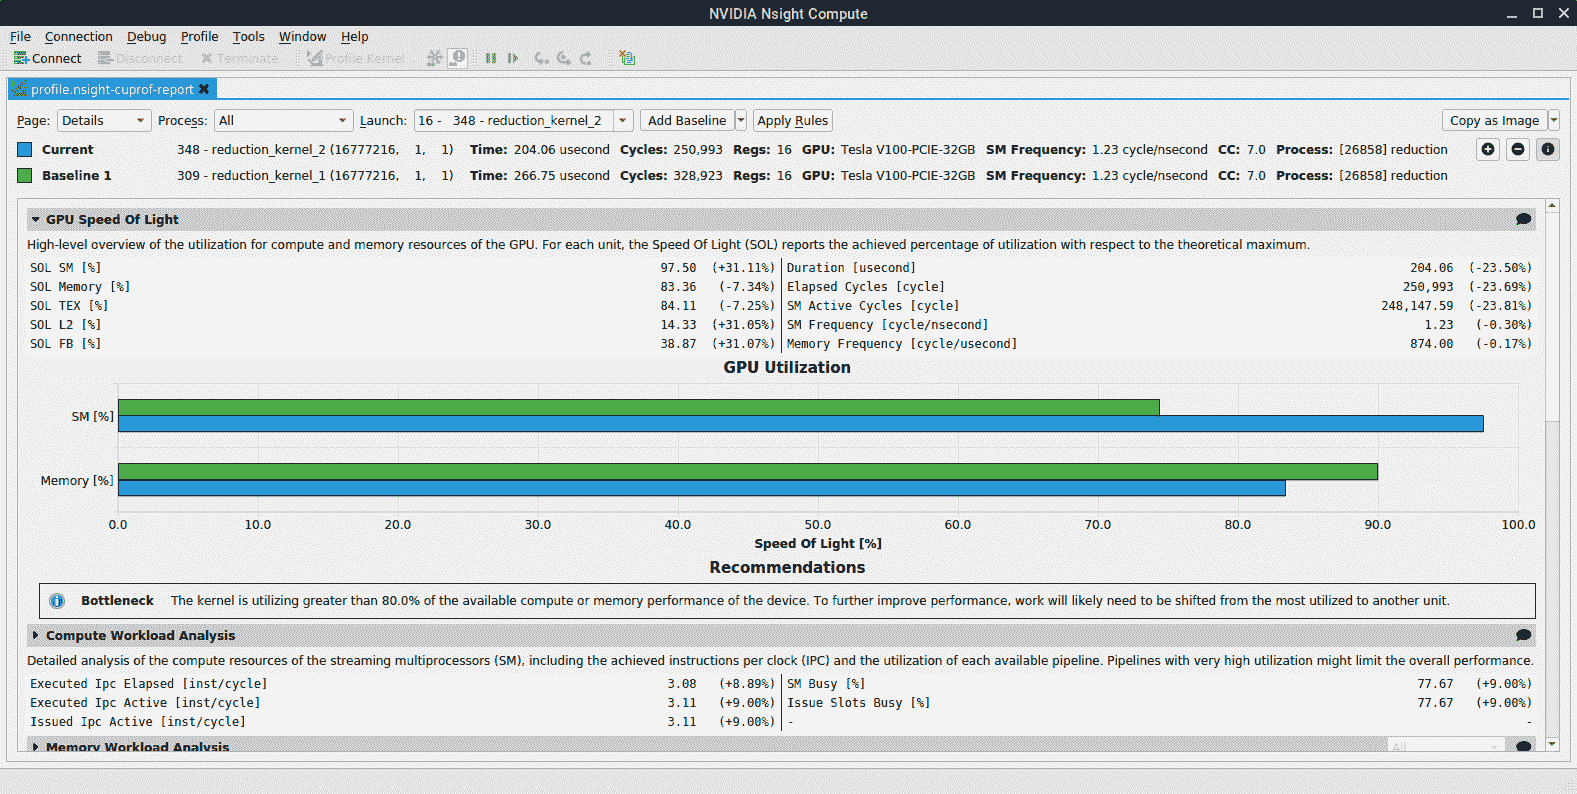 NVIDIA Nsight Compute
File Connection Debug Profile Tools Window Help
Connect Disconnect Terminate Profile Kernel
profile.nsight-cuprof-report
Page: Details Process: All Launch: 16 - 348 - reduction_kernel_2 Add Baseline Apply Rules Copy as Image
Current 348 - reduction_kernel_2 (16777216, 1, 1) Time: 204.06 usecond Cycles: 250,993 Regs: 16 GPU: Tesla V100-PCIE-32GB SM Frequency: 1.23 cycle/nsecond CC: 7.0 Process: [26858] reduction
Baseline 1 309 - reduction_kernel_1 (16777216, 1, 1) Time: 266.75 usecond Cycles: 328,923 Regs: 16 GPU: Tesla V100-PCIE-32GB SM Frequency: 1.23 cycle/nsecond CC: 7.0 Process: [26858] reduction
GPU Speed Of Light
High-level overview of the utilization for compute and memory resources of the GPU. For each unit, the Speed Of Light (SOL) reports the achieved percentage of utilization with respect to the theoretical maximum.
SOL SM [%] 97.50 (+31.11%) Duration [usecond] 204.06 (-23.50%)
SOL Memory [%] 83.36 (-7.34%) Elapsed Cycles [cycle] 250,993 (-23.69%)
SOL TEX [%] 84.11 (-7.25%) SM Active Cycles [cycle] 248,147.59 (-23.81%)
SOL L2 [%] 14.33 (+31.05%) SM Frequency [cycle/nsecond] 1.23 (-0.30%)
SOL FB [%] 38.87 (+31.07%) Memory Frequency [cycle/usecond] 874.00 (-0.17%)
GPU Utilization
SM [%]
Memory [%]
0.0 10.0 20.0 30.0 40.0 50.0 60.0 70.0 80.0 90.0 100.0
Speed Of Light [%]
Recommendations
Bottleneck The kernel is utilizing greater than 80.0% of the available compute or memory performance of the device. To further improve performance, work will likely need to be shifted from the most utilized to another unit.
Compute Workload Analysis
Detailed analysis of the compute resources of the streaming multiprocessors (SM), including the achieved instructions per clock (IPC) and the utilization of each available pipeline. Pipelines with very high utilization might limit the overall performance.
Executed Ipc Elapsed [inst/cycle] 3.08 (+8.89%) SM Busy [%] 77.67 (+9.00%)
Executed Ipc Active [inst/cycle] 3.11 (+9.00%) Issue Slots Busy [%] 77.67 (+9.00%)
Issued Ipc Active [inst/cycle] 3.11 (+9.00%) - -
Memory Workload Analysis All